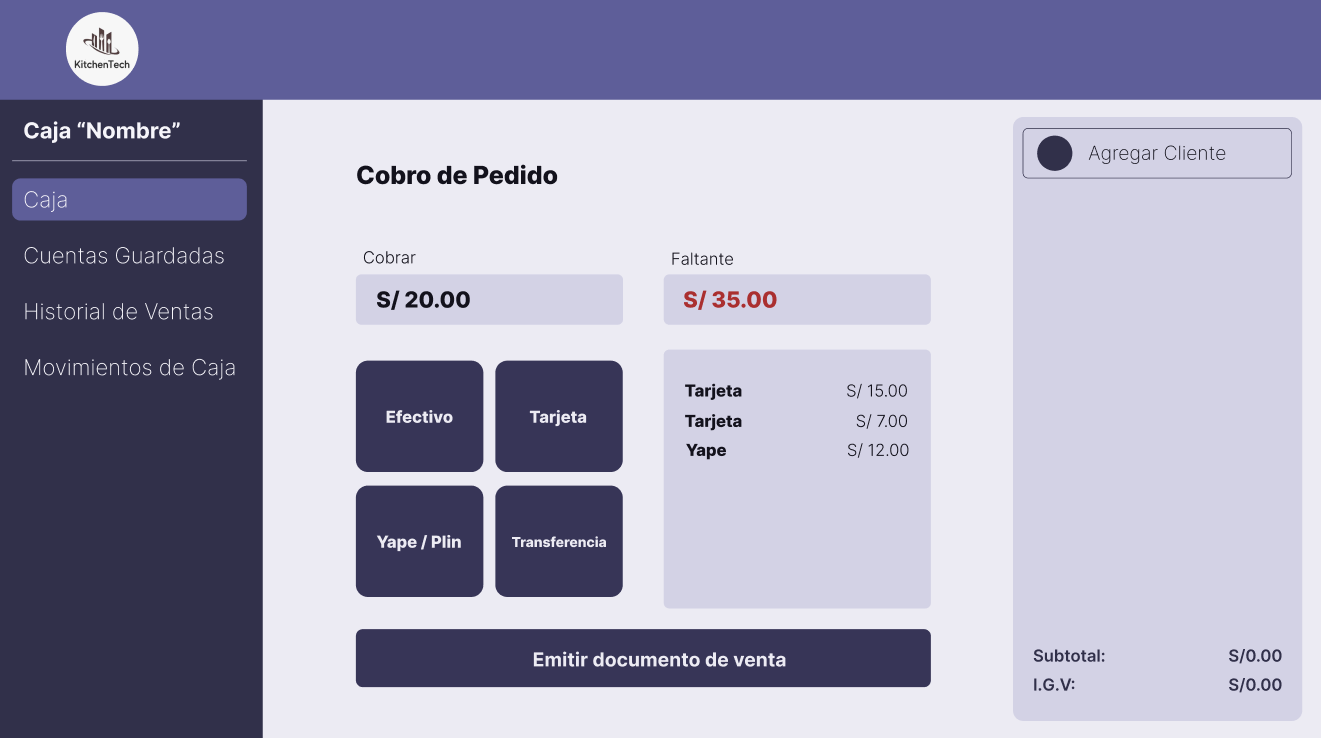 KitchenTech
Caja “Nombre”
Caja
Cuentas Guardadas
Historial de Ventas
Movimientos de Caja
Cobro de Pedido
Cobrar
S/ 20.00
Faltante
S/ 35.00
Efectivo
Tarjeta
Yape / Plin
Transferencia
Tarjeta S/ 15.00
Tarjeta S/ 7.00
Yape S/ 12.00
Emitir documento de venta
Agregar Cliente
Subtotal: S/0.00
I.G.V: S/0.00